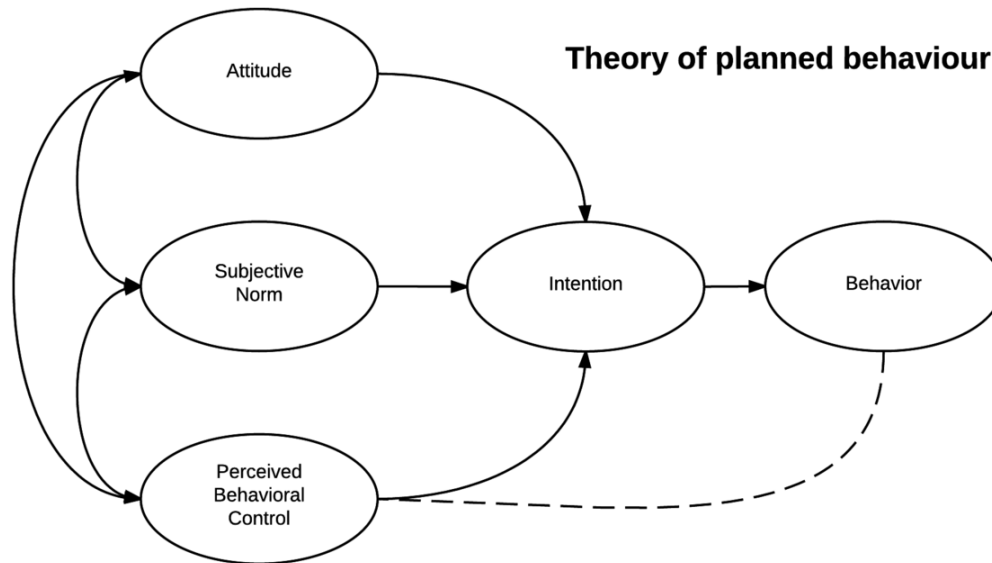 Theory of planned behaviour
Attitude
Subjective
Norm
Intention
Behavior
Perceived
Behavioral
Control